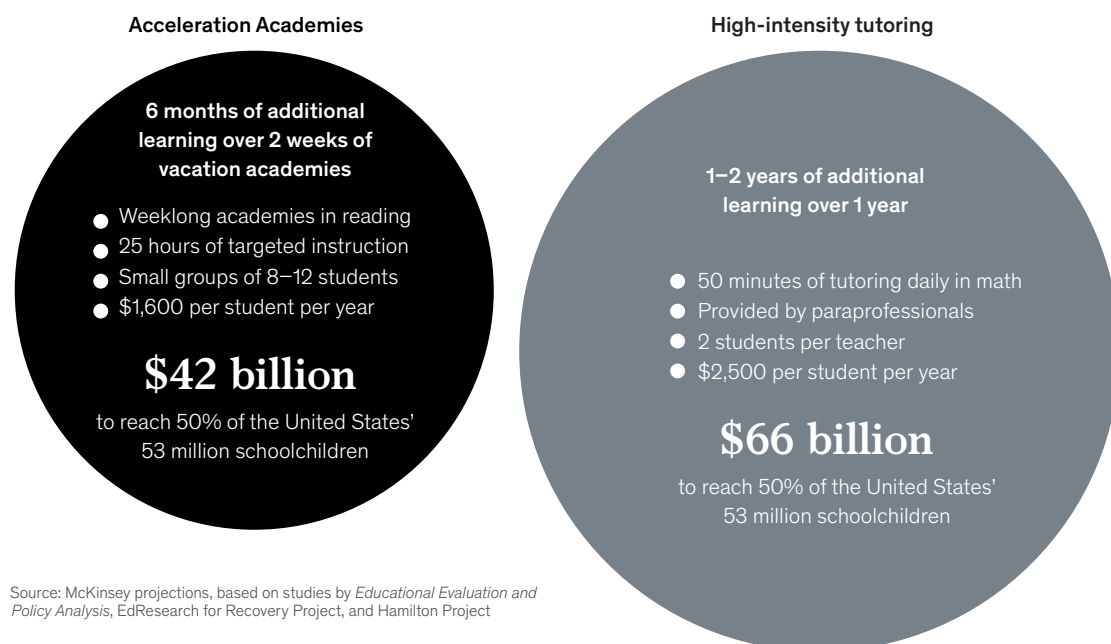 Acceleration Academies
6 months of additional
learning over 2 weeks of
vacation academies
Weeklong academies in reading
25 hours of targeted instruction
Small groups of 8–12 students
$1,600 per student per year
$42 billion
to reach 50% of the United States’
53 million schoolchildren
High-intensity tutoring
1–2 years of additional
learning over 1 year
50 minutes of tutoring daily in math
Provided by paraprofessionals
2 students per teacher
$2,500 per student per year
$66 billion
to reach 50% of the United States’
53 million schoolchildren
Source: McKinsey projections, based on studies by Educational Evaluation and
Policy Analysis, EdResearch for Recovery Project, and Hamilton Project